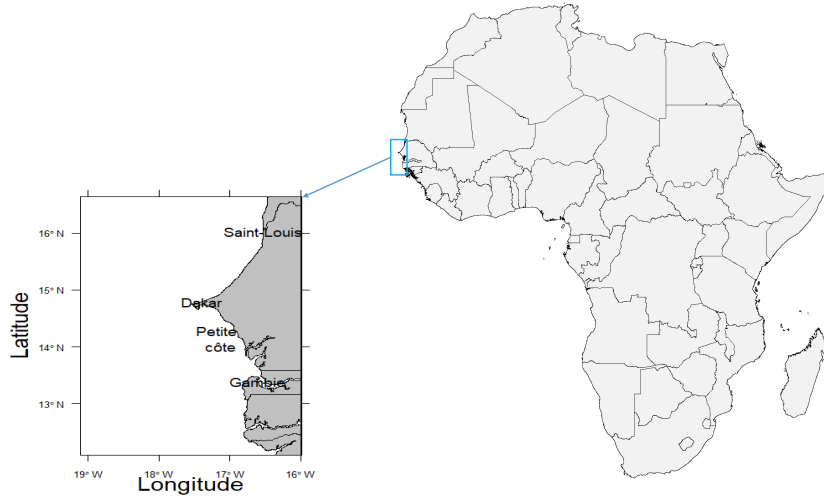 16° N
Saint-Louis
Latitude
15° N
Dakar
Petite
côte
14° N
Gambie
13° N
19° W
18° W
17° W
16° W
Longitude